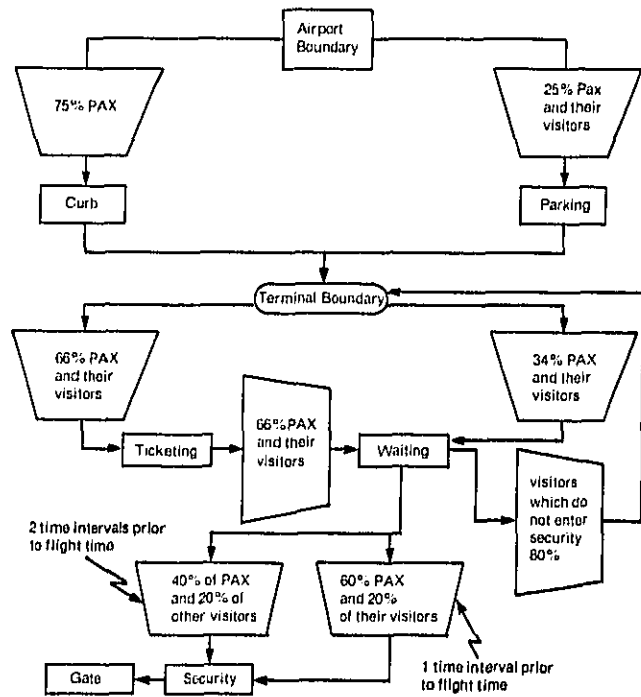 Airport
Boundary
75% PAX
25% Pax
and their
visitors
Curb
Parking
Terminal Boundary
66% PAX
and their
visitors
34% PAX
and their
visitors
66% PAX
and their
visitors
Ticketing
Waiting
visitors
which do
not enter
security
80%
2 time intervals prior
to flight time
40% of PAX
and 20% of
other visitors
60% PAX
and 20%
of their visitors
1 time interval prior
to flight time
Gate
Security